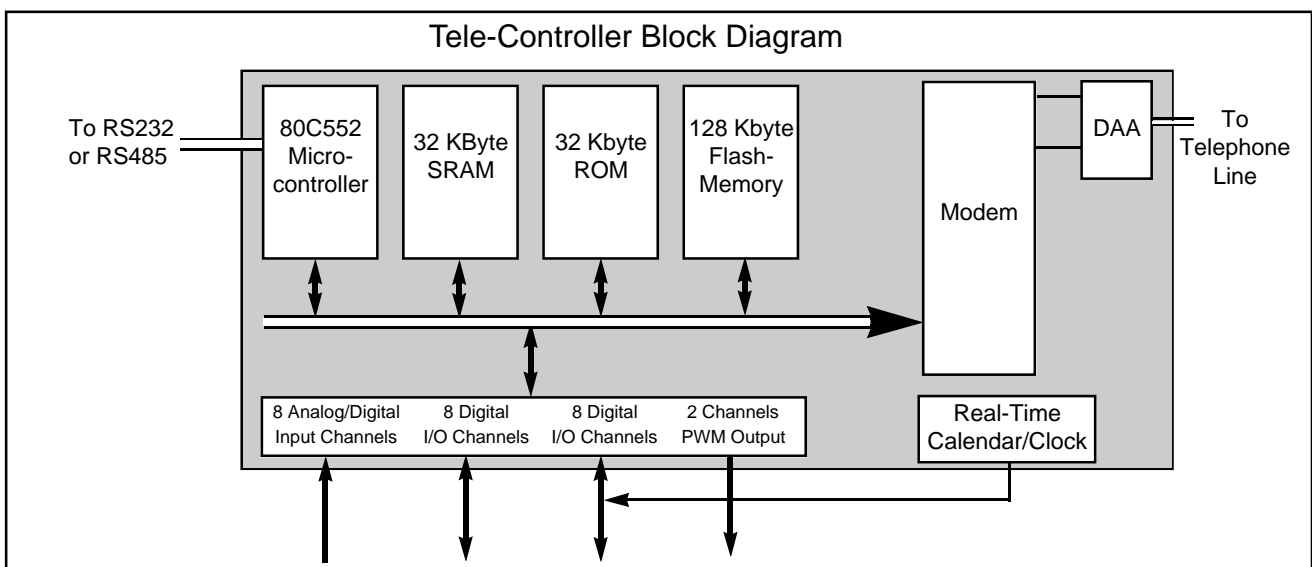 Tele-Controller Block Diagram
To RS232
or RS485
80C552
Micro-
controller
32 KByte
SRAM
32 Kbyte
ROM
128 Kbyte
Flash-
Memory
Modem
DAA
To
Telephone
Line
8 Analog/Digital
Input Channels
8 Digital
I/O Channels
8 Digital
I/O Channels
2 Channels
PWM Output
Real-Time
Calendar/Clock